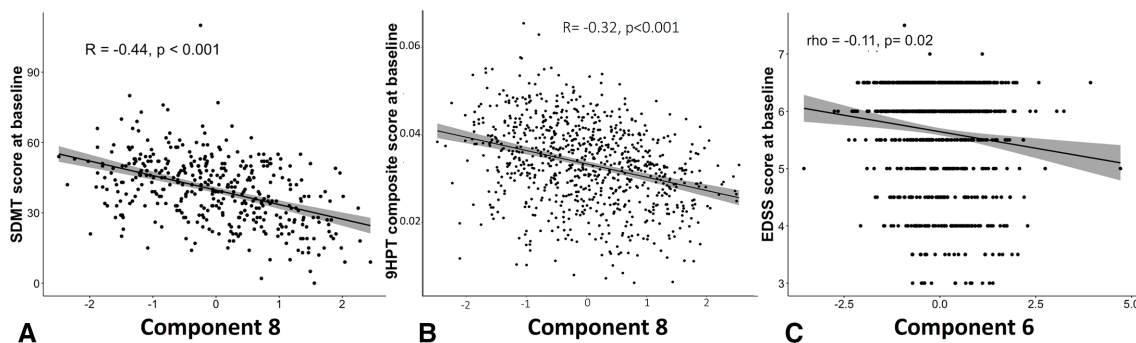 R = -0.44, p < 0.001
SDMT score at baseline
90
60
30
0
-2
-1
0
1
2
A
Component 8
R= -0.32, p<0.001
9HPT composite score at baseline
0.06
0.04
0.02
-2
-1
0
1
2
B
Component 8
rho = -0.11, p= 0.02
EDSS score at baseline
7
6
5
4
3
-2.5
0.0
2.5
5.0
C
Component 6